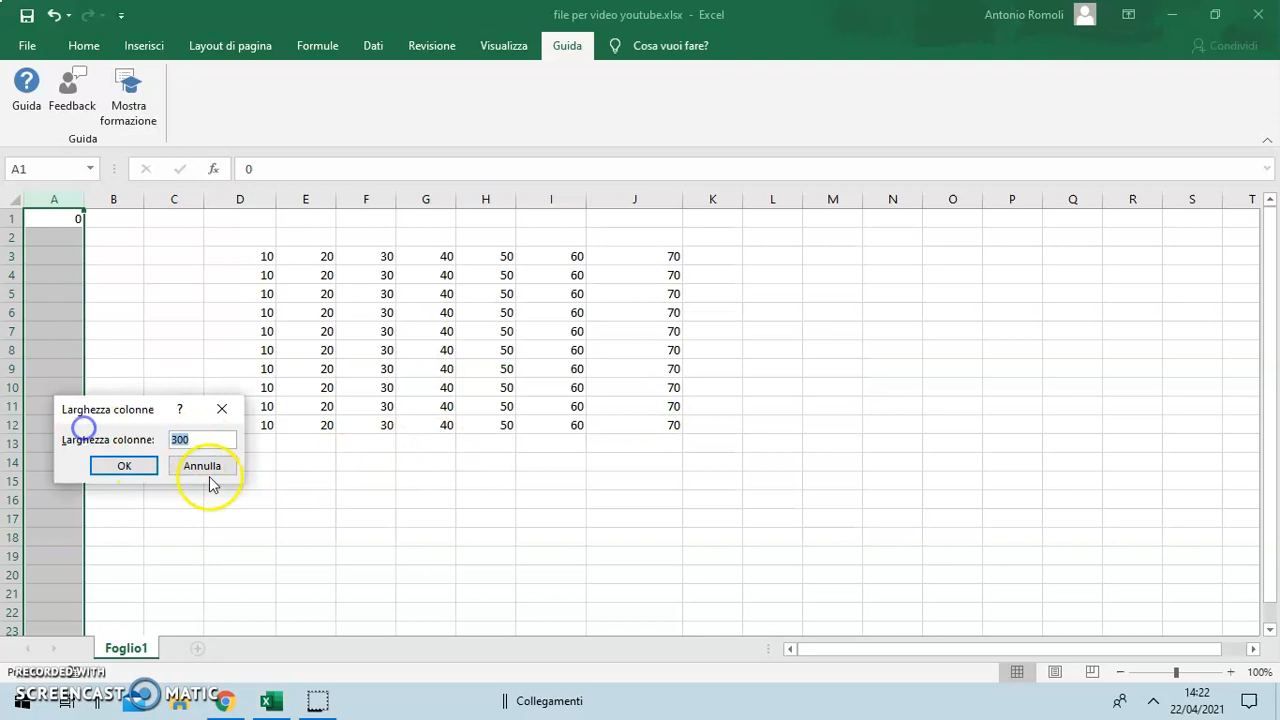 file per video youtube.xlsx - Excel
Antonio Romoli
File Home Inserisci Layout di pagina Formule Dati Revisione Visualizza Guida Cosa vuoi fare? Condividi
Guida Feedback Mostra formazione
Guida
A1 fx 0
A B C D E F G H I J K L M N O P Q R S T
1 0
2
3 10 20 30 40 50 60 70
4 10 20 30 40 50 60 70
5 10 20 30 40 50 60 70
6 10 20 30 40 50 60 70
7 10 20 30 40 50 60 70
8 10 20 30 40 50 60 70
9 10 20 30 40 50 60 70
10 10 20 30 40 50 60 70
11 10 20 30 40 50 60 70
12 10 20 30 40 50 60 70
13
14
15
16
17
18
19
20
21
22
23
Larghezza colonne ?
Larghezza colonne: 300
OK Annulla
Foglio1
100%
RECORDED WITH
SCREENCAST MATIC
Collegamenti
14:22
22/04/2021